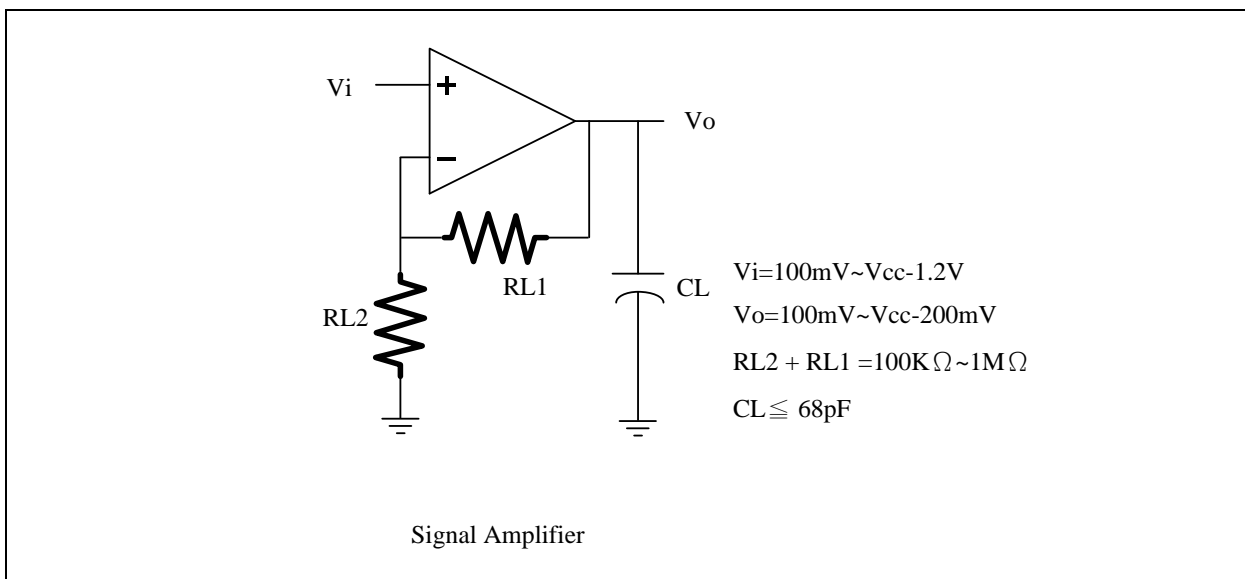 Vi
+
Vo
−
RL1
CL
RL2
Vi=100mV~Vcc-1.2V
Vo=100mV~Vcc-200mV
RL2 + RL1 =100KΩ~1MΩ
CL≦ 68pF
Signal Amplifier